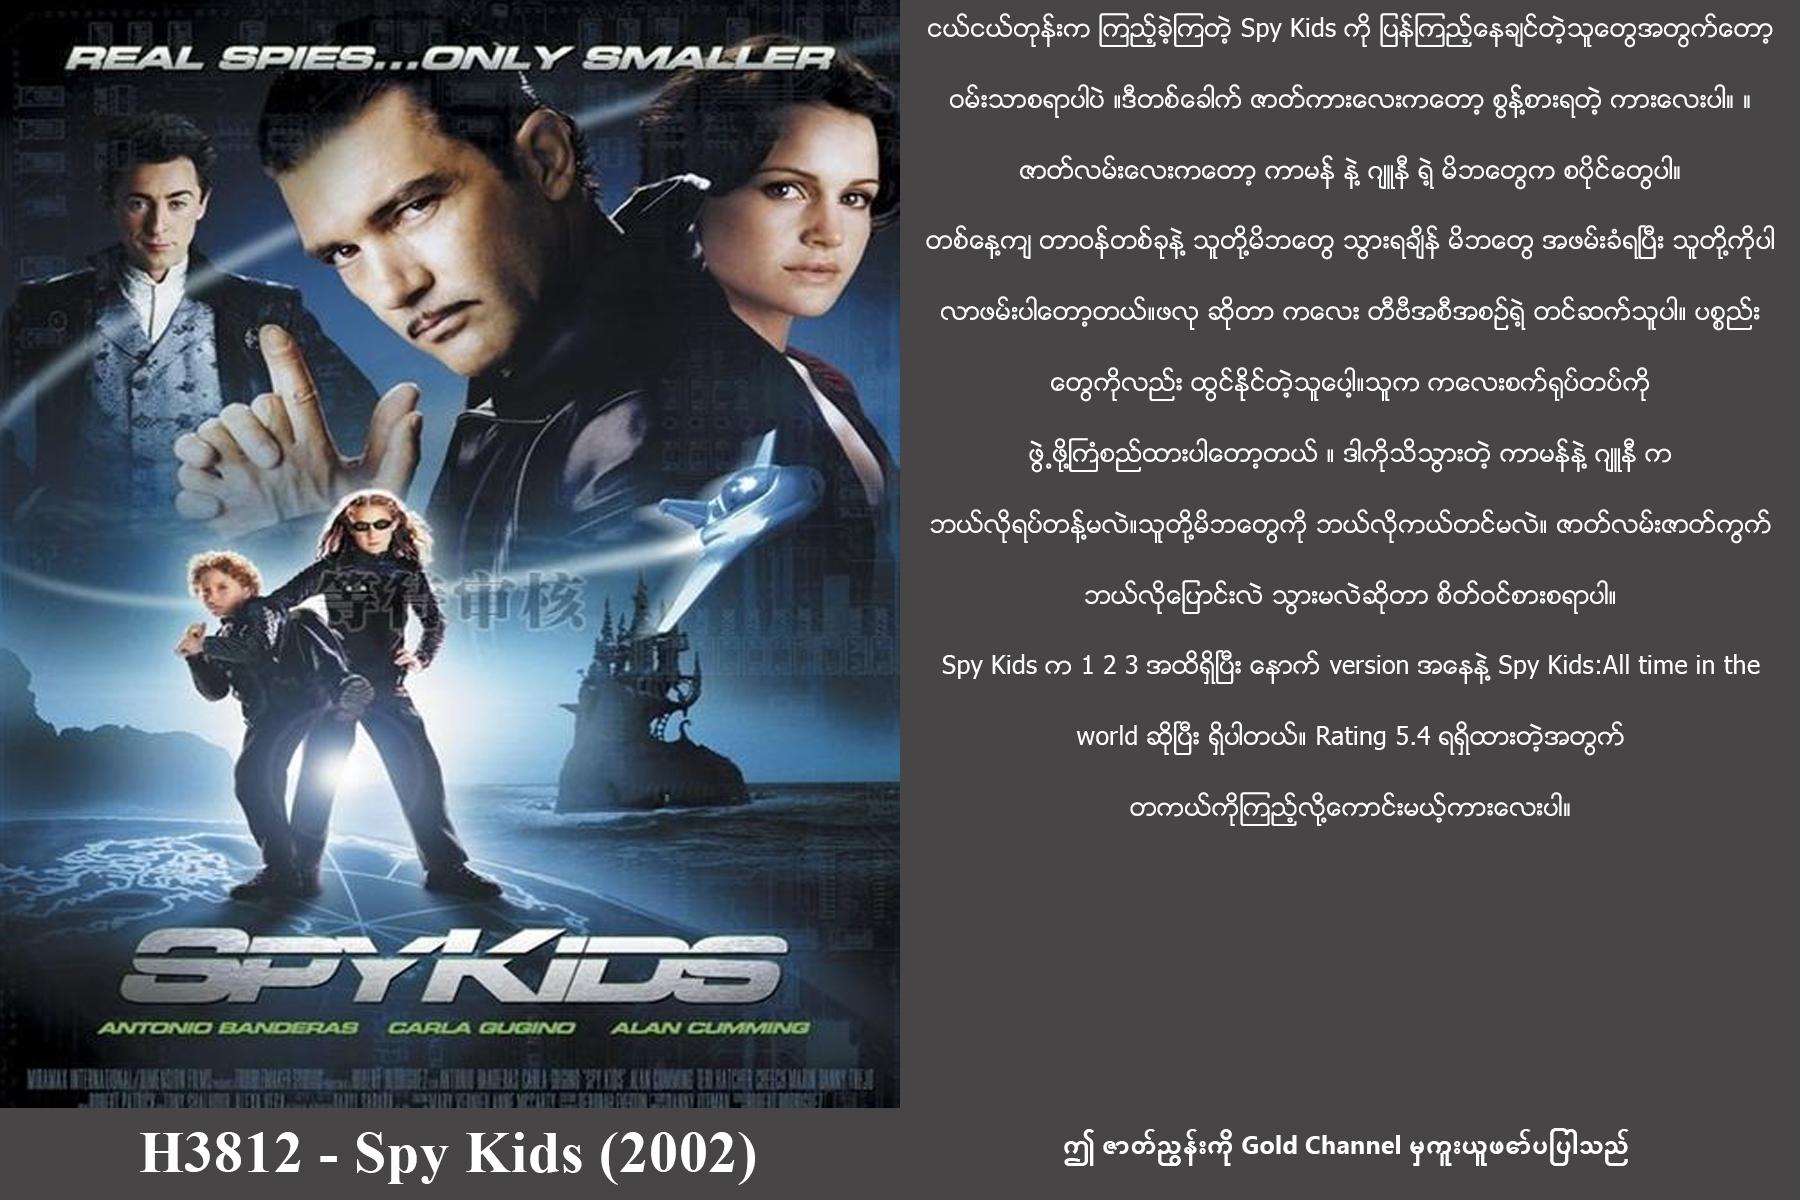 REAL SPIES...ONLY SMALLER
等待审核
SPY KIDS
ANTONIO BANDERAS CARLA GUGINO ALAN CUMMING
H3812 - Spy Kids (2002)
ငယ်ငယ်တုန်းက ကြည့်ခဲ့ကြတဲ့ Spy Kids ကို ပြန်ကြည့်နေချင်တဲ့သူတွေအတွက်တော့
ဝမ်းသာစရာပါပဲ ။ဒီတစ်ခေါက် ဇာတ်ကားလေးကတော့ စွန့်စားရတဲ့ ကားလေးပါ။ ။
ဇာတ်လမ်းလေးကတော့ ကာမန် နဲ့ ဂျူနီ ရဲ့ မိဘတွေက စပိုင်တွေပါ။
တစ်နေ့ကျ တာဝန်တစ်ခုနဲ့ သူတို့မိဘတွေ သွားရချိန် မိဘတွေ အဖမ်းခံရပြီး သူတို့ကိုပါ
လာဖမ်းပါတော့တယ်။ဖလု ဆိုတာ ကလေး တီဗီအစီအစဉ်ရဲ့ တင်ဆက်သူပါ။ ပစ္စည်း
တွေကိုလည်း ထွင်နိုင်တဲ့သူပေါ့။သူက ကလေးစက်ရုပ်တပ်ကို
ဖွဲ့ ဖို့ကြံစည်ထားပါတော့တယ် ။ ဒါကိုသိသွားတဲ့ ကာမန်နဲ့ ဂျူနီ က
ဘယ်လိုရပ်တန့်မလဲ။သူတို့မိဘတွေကို ဘယ်လိုကယ်တင်မလဲ။ ဇာတ်လမ်းဇာတ်ကွက်
ဘယ်လိုပြောင်းလဲ သွားမလဲဆိုတာ စိတ်ဝင်စားစရာပါ။
Spy Kids က 1 2 3 အထိရှိပြီး နောက် version အနေနဲ့ Spy Kids:All time in the
world ဆိုပြီး ရှိပါတယ်။ Rating 5.4 ရရှိထားတဲ့အတွက်
တကယ်ကိုကြည့်လို့ကောင်းမယ့်ကားလေးပါ။
ဤ ဇာတ်ညွှန်းကို Gold Channel မှကူးယူဖော်ပပြါသည်